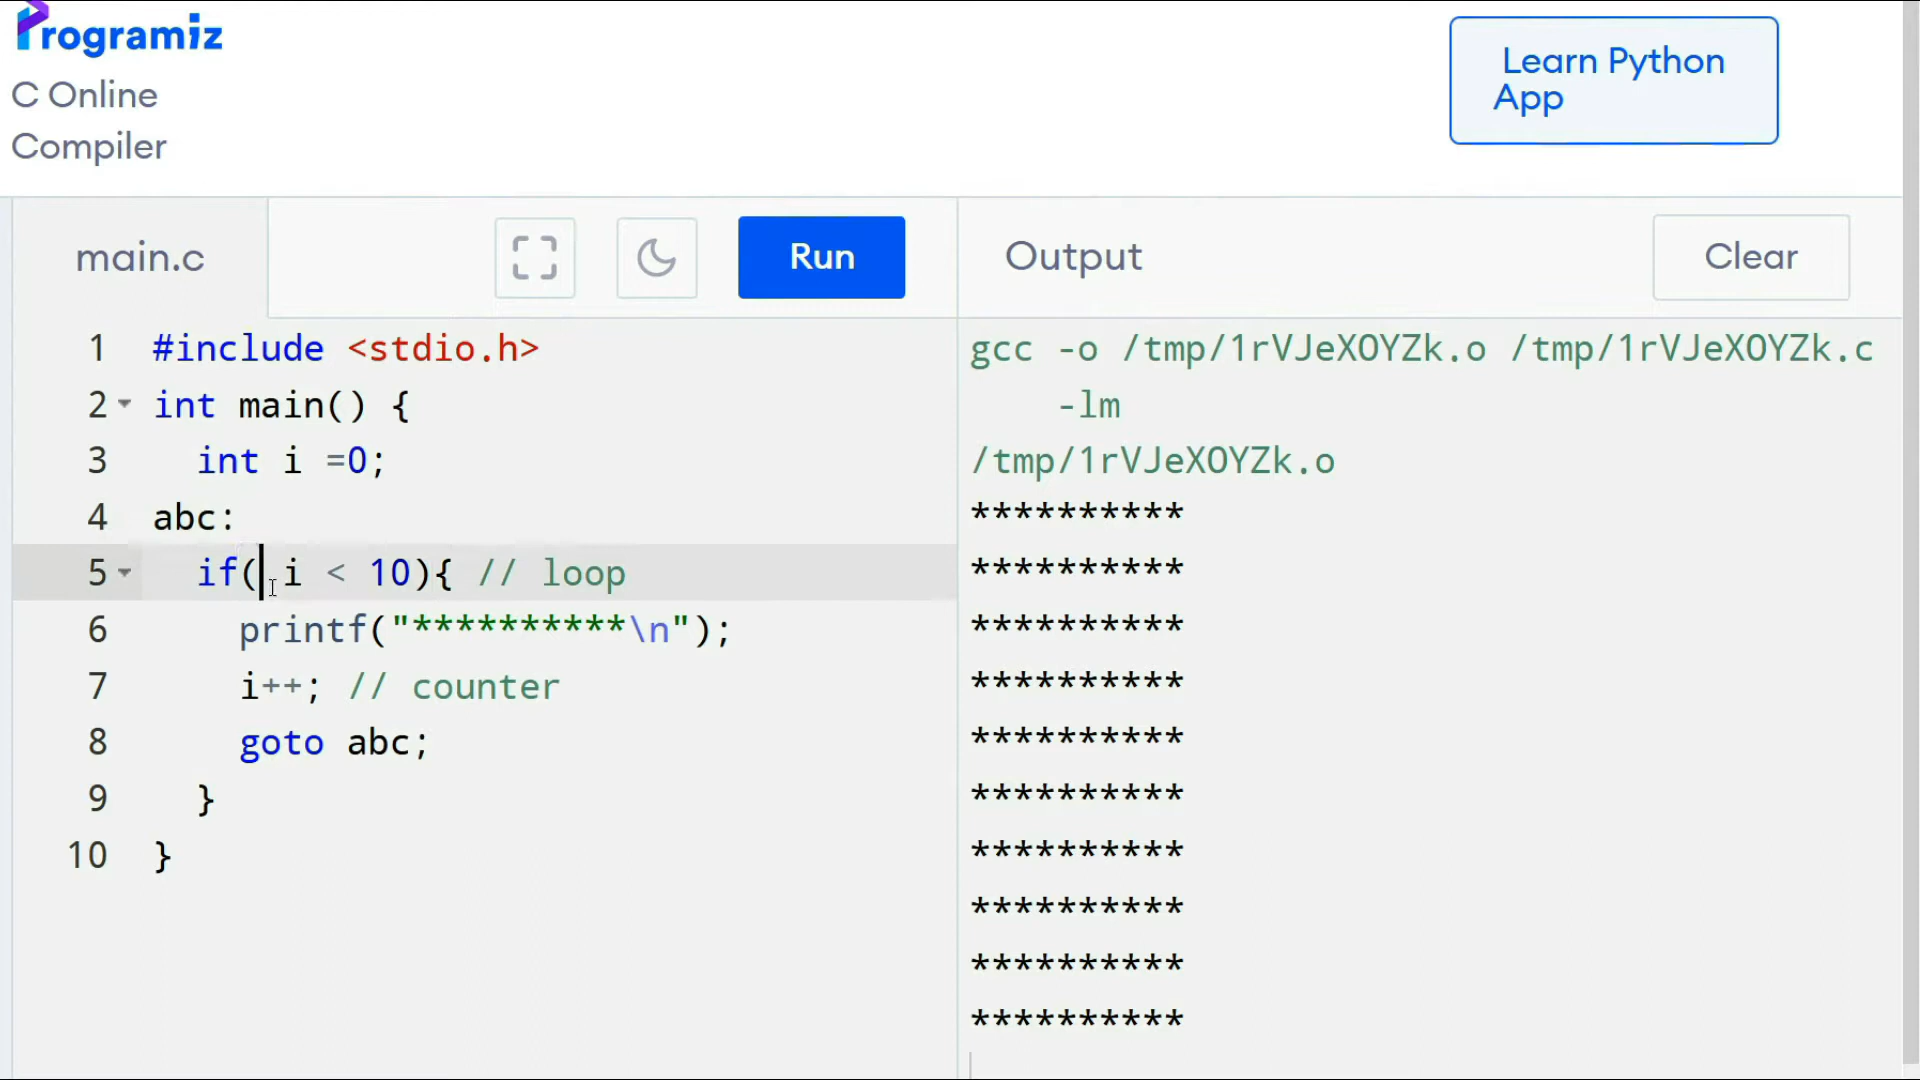 Programiz
C Online
Compiler
Learn Python
App
main.c
Run
Output
Clear
1 #include <stdio.h>
2 int main() {
3 int i =0;
4 abc:
5 if( i < 10){ // loop
6 printf("**********\n");
7 i++; // counter
8 goto abc;
9 }
10 }
gcc -o /tmp/1rVJeXOYZk.o /tmp/1rVJeXOYZk.c
-lm
/tmp/1rVJeXOYZk.o
**********
**********
**********
**********
**********
**********
**********
**********
**********
**********